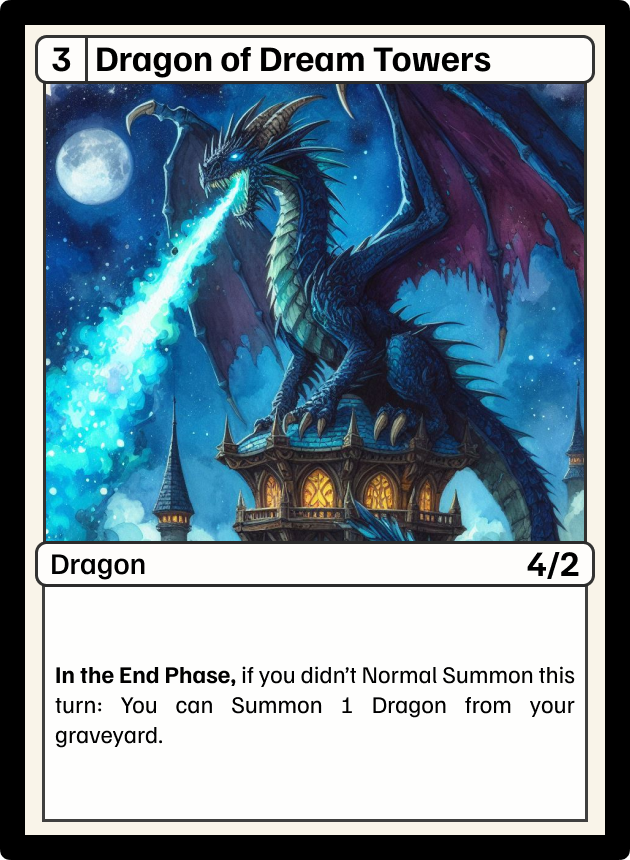 3 Dragon of Dream Towers
Dragon 4/2
In the End Phase, if you didn’t Normal Summon this
turn: You can Summon 1 Dragon from your
graveyard.